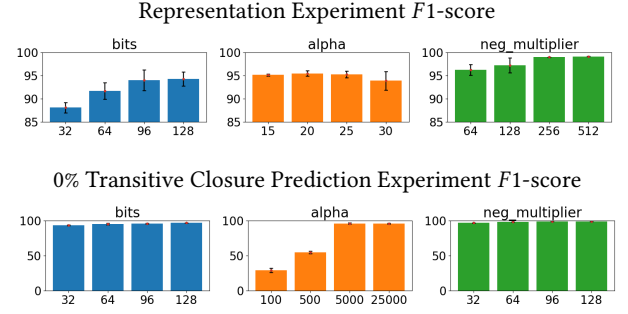 Representation Experiment F1-score
bits alpha neg_multiplier
100 100 100
95 95 95
90 90 90
85 85 85
32 64 96 128 15 20 25 30 64 128 256 512
0% Transitive Closure Prediction Experiment F1-score
bits alpha neg_multiplier
100 100 100
50 50 50
0 0 0
32 64 96 128 100 500 5000 25000 32 64 96 128